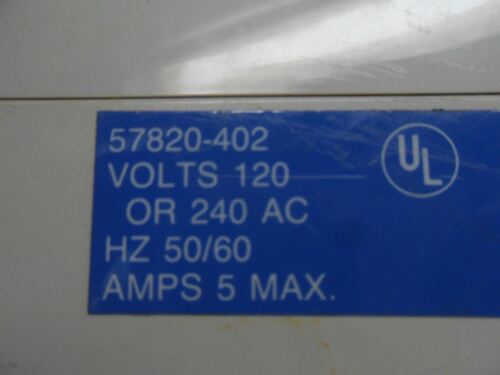 57820-402
UL
VOLTS 120
OR 240 AC
HZ 50/60
AMPS 5 MAX.